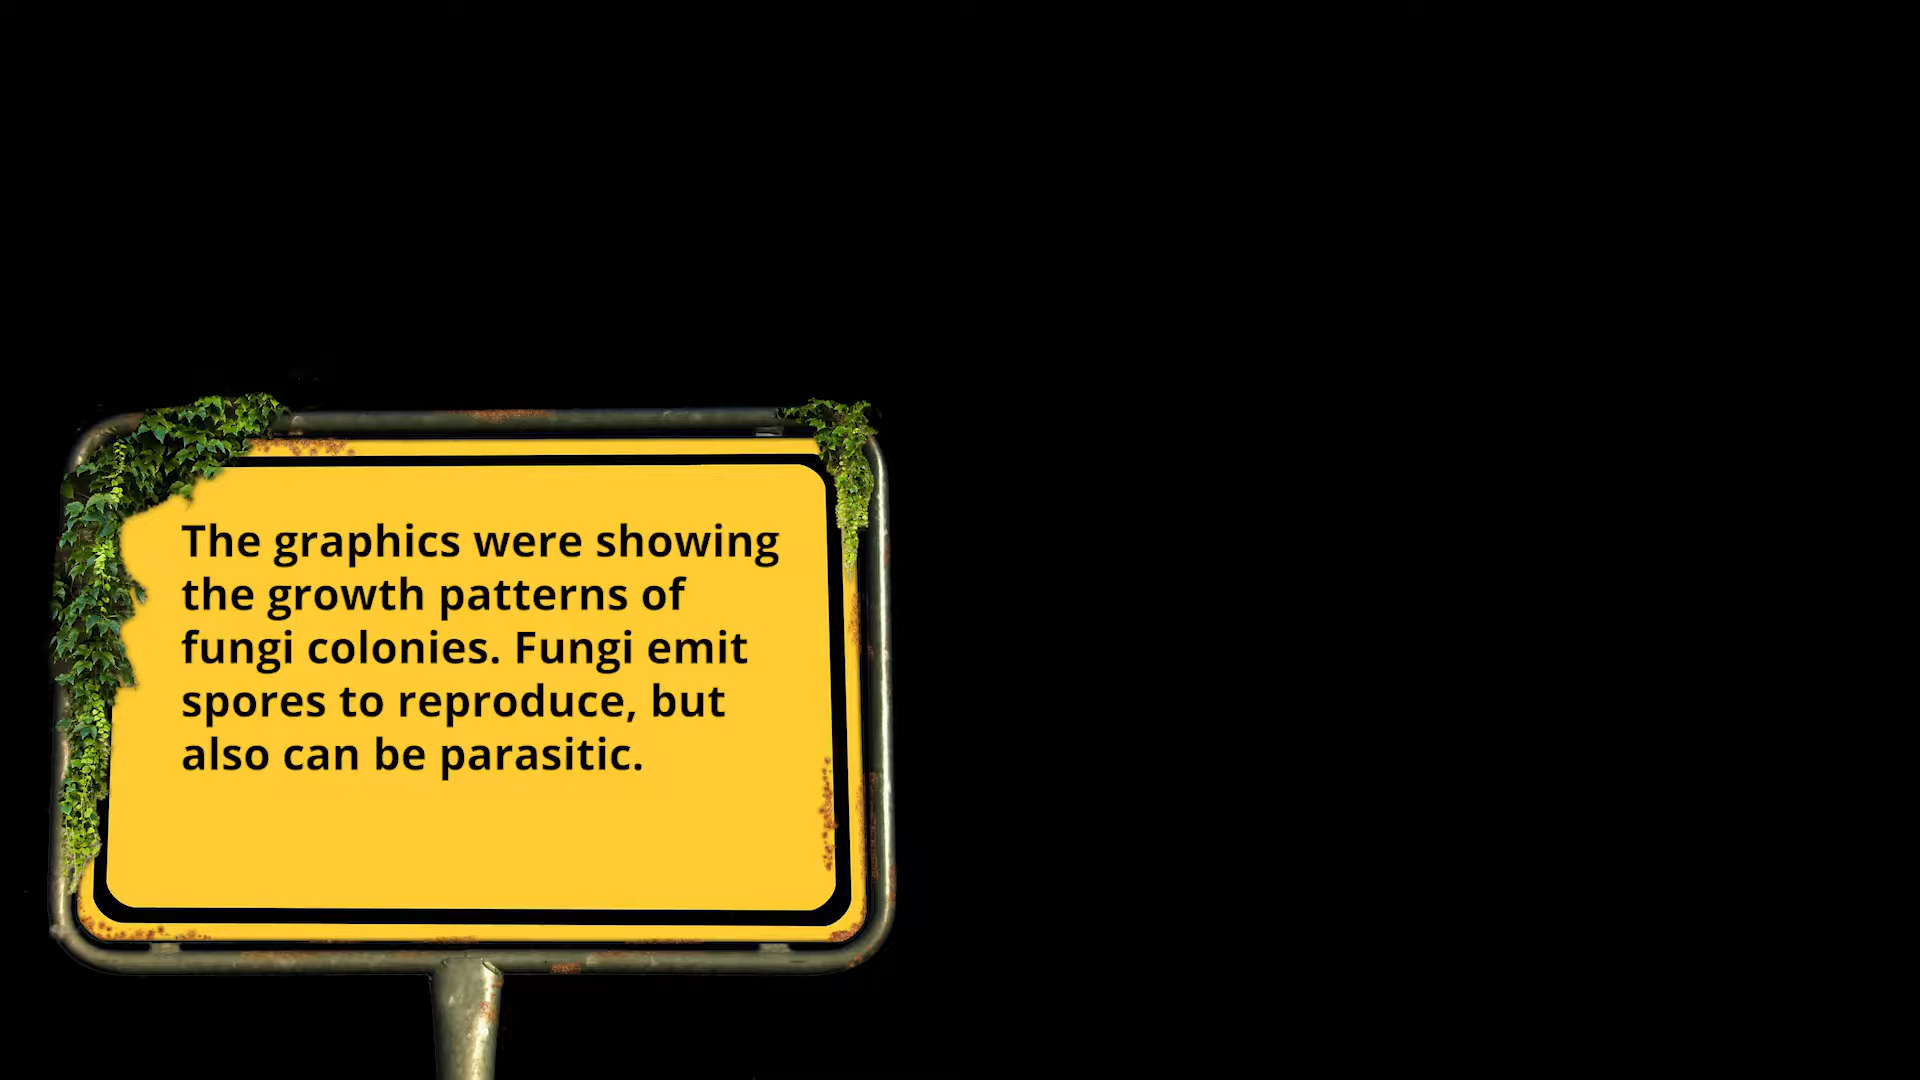 The graphics were showing
the growth patterns of
fungi colonies. Fungi emit
spores to reproduce, but
also can be parasitic.